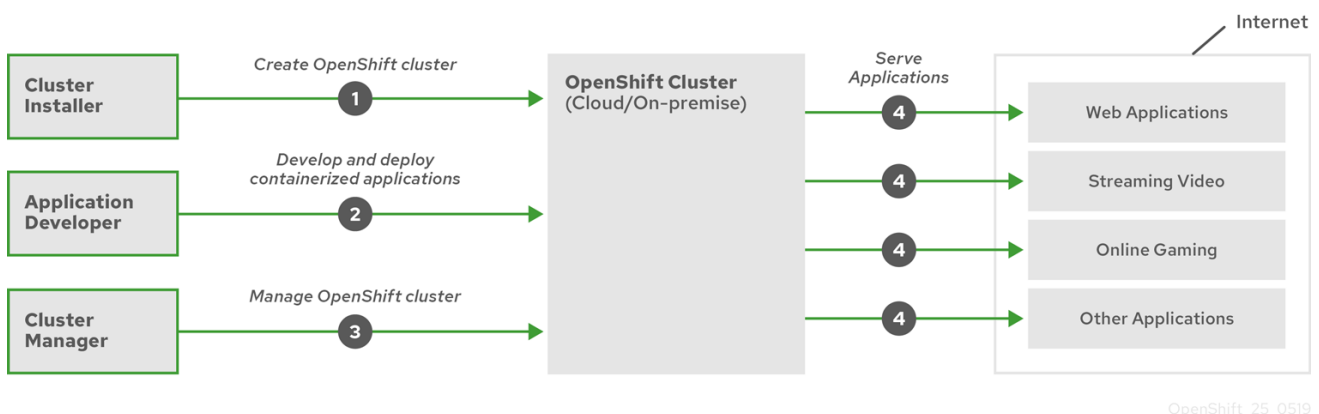 Internet
Cluster
Installer
Create OpenShift cluster
1
OpenShift Cluster
(Cloud/On-premise)
Serve
Applications
4
Web Applications
Application
Developer
Develop and deploy
containerized applications
2
4
Streaming Video
4
Online Gaming
Cluster
Manager
Manage OpenShift cluster
3
4
Other Applications
OpenShift_25_0519